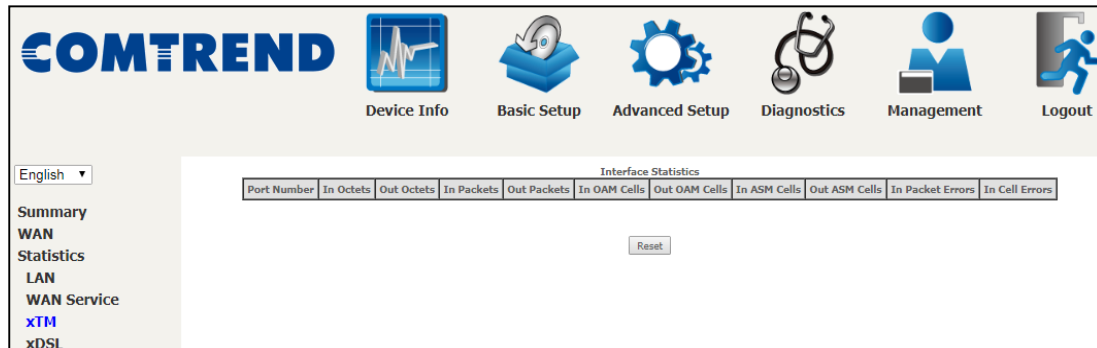 COMTREND
Device Info Basic Setup Advanced Setup Diagnostics Management Logout
English
Interface Statistics
Port Number In Octets Out Octets In Packets Out Packets In OAM Cells Out OAM Cells In ASM Cells Out ASM Cells In Packet Errors In Cell Errors
Reset
Summary
WAN
Statistics
LAN
WAN Service
xTM
xDSL